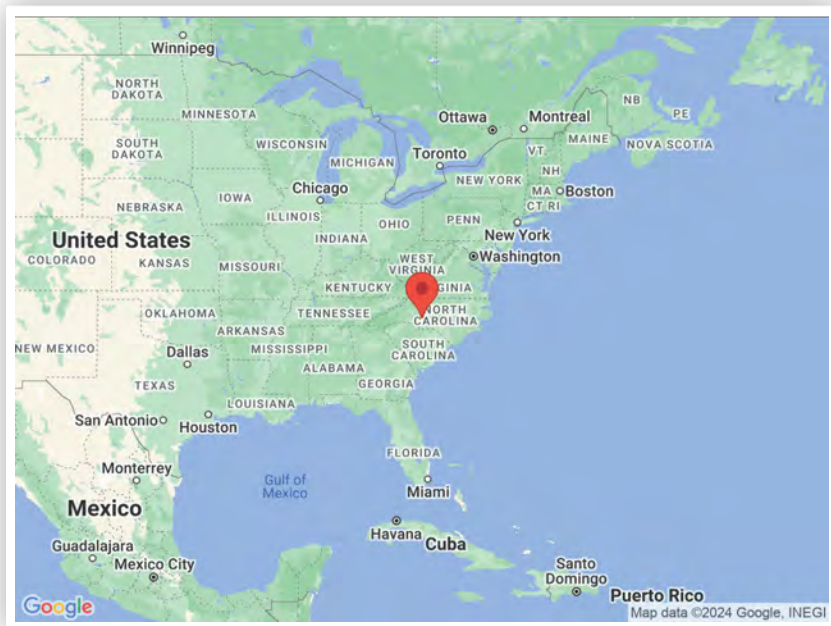 Winnipeg
NORTH
DAKOTA
MINNESOTA
NB
PE
Ottawa
Montreal
MAINE
NOVA SCOTIA
SOUTH
DAKOTA
WISCONSIN
MICHIGAN
Toronto
VT.
NH
NEW YORK
MA
Boston
CT RI
IOWA
Chicago
NEBRASKA
ILLINOIS
OHIO
PENN
New York
United States
INDIANA
WEST
VIRGINIA
Washington
COLORADO
KANSAS
MISSOURI
KENTUCKY
GINIA
OKLAHOMA
TENNESSEE
NORTH
CAROLINA
ARKANSAS
NEW MEXICO
MISSISSIPPI
SOUTH
CAROLINA
Dallas
ALABAMA
GEORGIA
TEXAS
LOUISIANA
San Antonio
Houston
FLORIDA
Monterrey
Gulf of
Mexico
Miami
Mexico
Havana
Cuba
Guadalajara
Mexico City
Santo
Domingo
Puerto Rico
Google
Map data ©2024 Google, INEGI